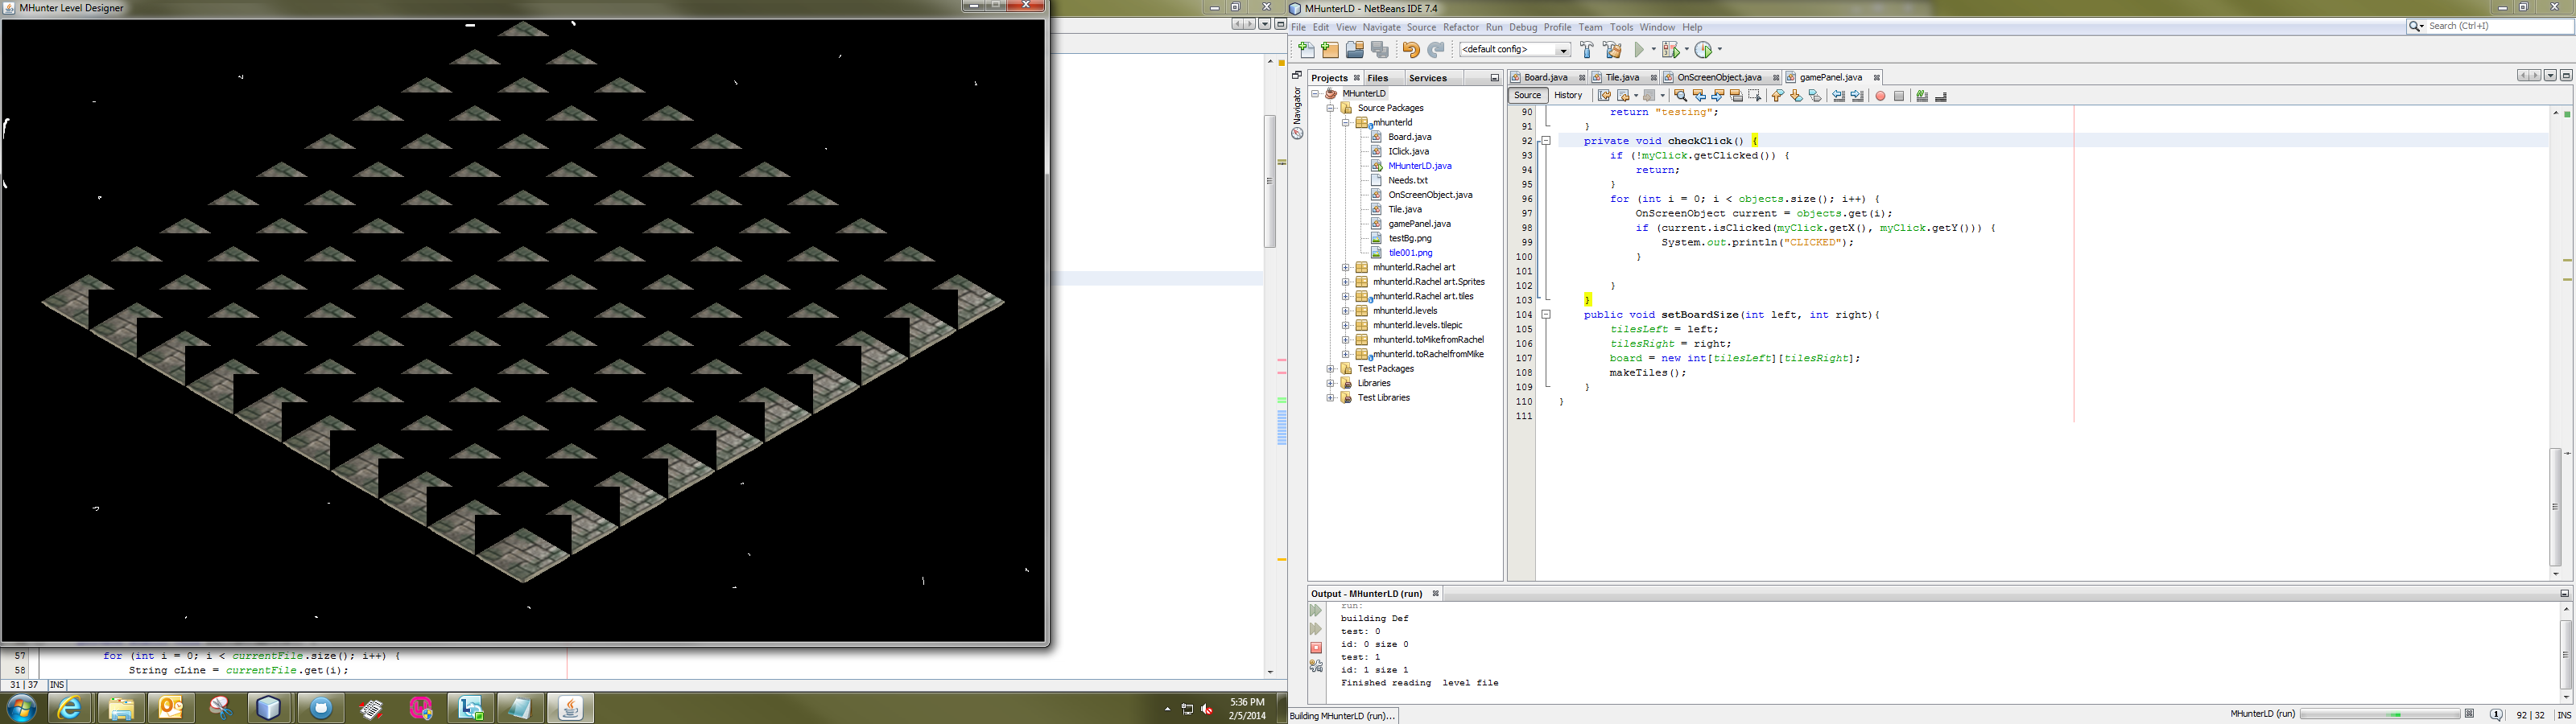 MHunter Level Designer
57 for (int i = 0; i < currentFile.size(); i++) {
58 String cLine = currentFile.get(i);
31 | 37 INS
MHunterLD - NetBeans IDE 7.4
File Edit View Navigate Source Refactor Run Debug Profile Team Tools Window Help
Search (Ctrl+I)
<default config>
Projects Files Services
Navigator
MHunterLD
Source Packages
mhunterld
Board.java
IClick.java
MHunterLD.java
Needs.txt
OnScreenObject.java
Tile.java
gamePanel.java
testBg.png
tile001.png
mhunterld.Rachel art
mhunterld.Rachel art.Sprites
mhunterld.Rachel art.tiles
mhunterld.levels
mhunterld.levels.tilepic
mhunterld.toMikefromRachel
mhunterld.toRachelfromMike
Test Packages
Libraries
Test Libraries
Board.java Tile.java OnScreenObject.java gamePanel.java
Source History
90 return "testing";
91 }
92 private void checkClick() {
93 if (!myClick.getClicked()) {
94 return;
95 }
96 for (int i = 0; i < objects.size(); i++) {
97 OnScreenObject current = objects.get(i);
98 if (current.isClicked(myClick.getX(), myClick.getY())) {
99 System.out.println("CLICKED");
100 }
101
102 }
103 }
104 public void setBoardSize(int left, int right){
105 tilesLeft = left;
106 tilesRight = right;
107 board = new int[tilesLeft][tilesRight];
108 makeTiles();
109 }
110 }
111
Output - MHunterLD (run)
run:
building Def
test: 0
id: 0 size 0
test: 1
id: 1 size 1
Finished reading  level file
Building MHunterLD (run)...
MHunterLD (run)
92 | 32 INS
5:36 PM
2/5/2014